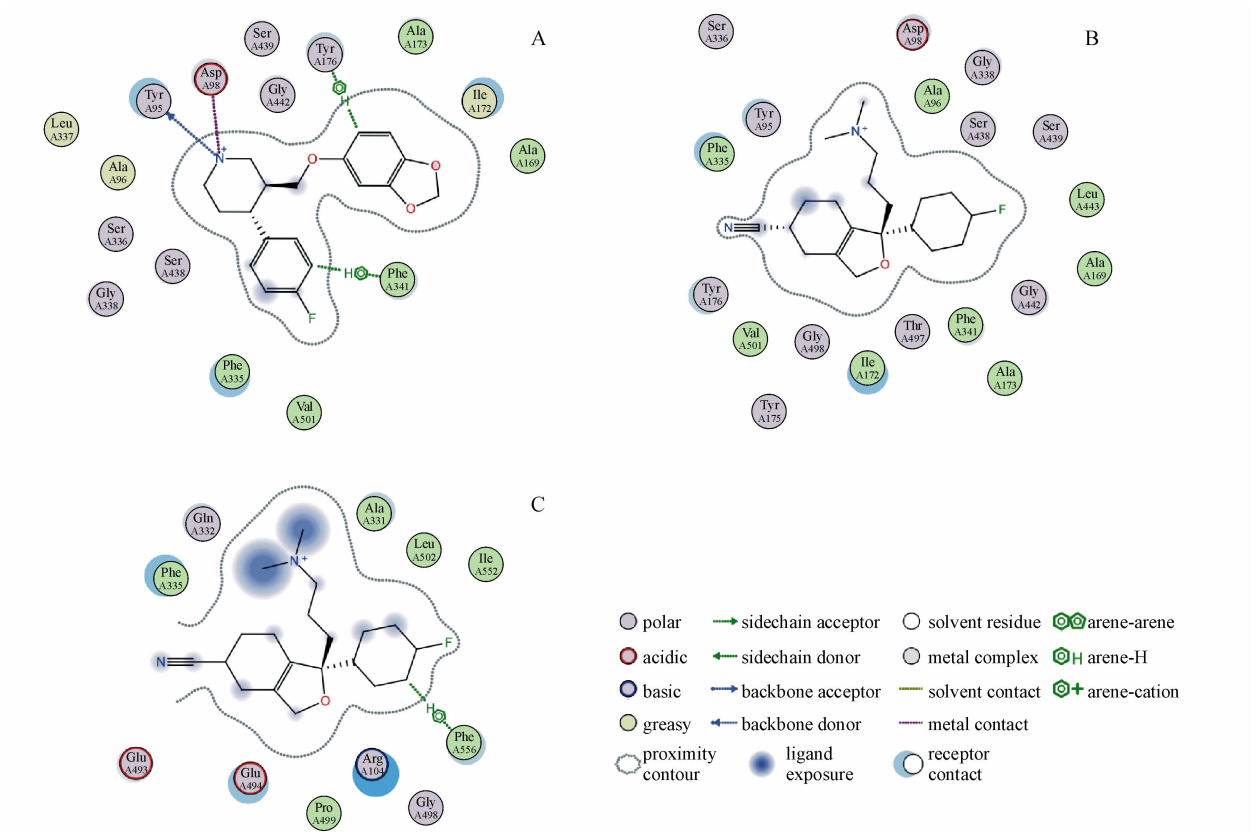 A
Ser
A439
Tyr
A176
Ala
A173
Asp
A98
Tyr
A95
Gly
A442
Ile
A172
Leu
A337
Ala
A96
Ala
A169
N+
O
H
O
O
Ser
A336
Ser
A438
Gly
A338
H
Phe
A341
F
Phe
A335
Val
A501
B
Ser
A336
Asp
A98
Gly
A338
Ala
A96
Tyr
A95
Ser
A438
Ser
A439
Phe
A335
N+
Leu
A443
N
F
O
Ala
A169
Tyr
A176
Gly
A442
Val
A501
Gly
A498
Thr
A497
Phe
A341
Ile
A172
Ala
A173
Tyr
A175
C
Gln
A332
Ala
A331
Leu
A502
Ile
A552
Phe
A335
N+
N
F
O
H
Phe
A556
Glu
A493
Glu
A494
Arg
A104
Pro
A499
Gly
A498
polar
sidechain acceptor
solvent residue
arene-arene
acidic
sidechain donor
metal complex
H arene-H
basic
backbone acceptor
solvent contact
+ arene-cation
greasy
backbone donor
metal contact
proximity
contour
ligand
exposure
receptor
contact